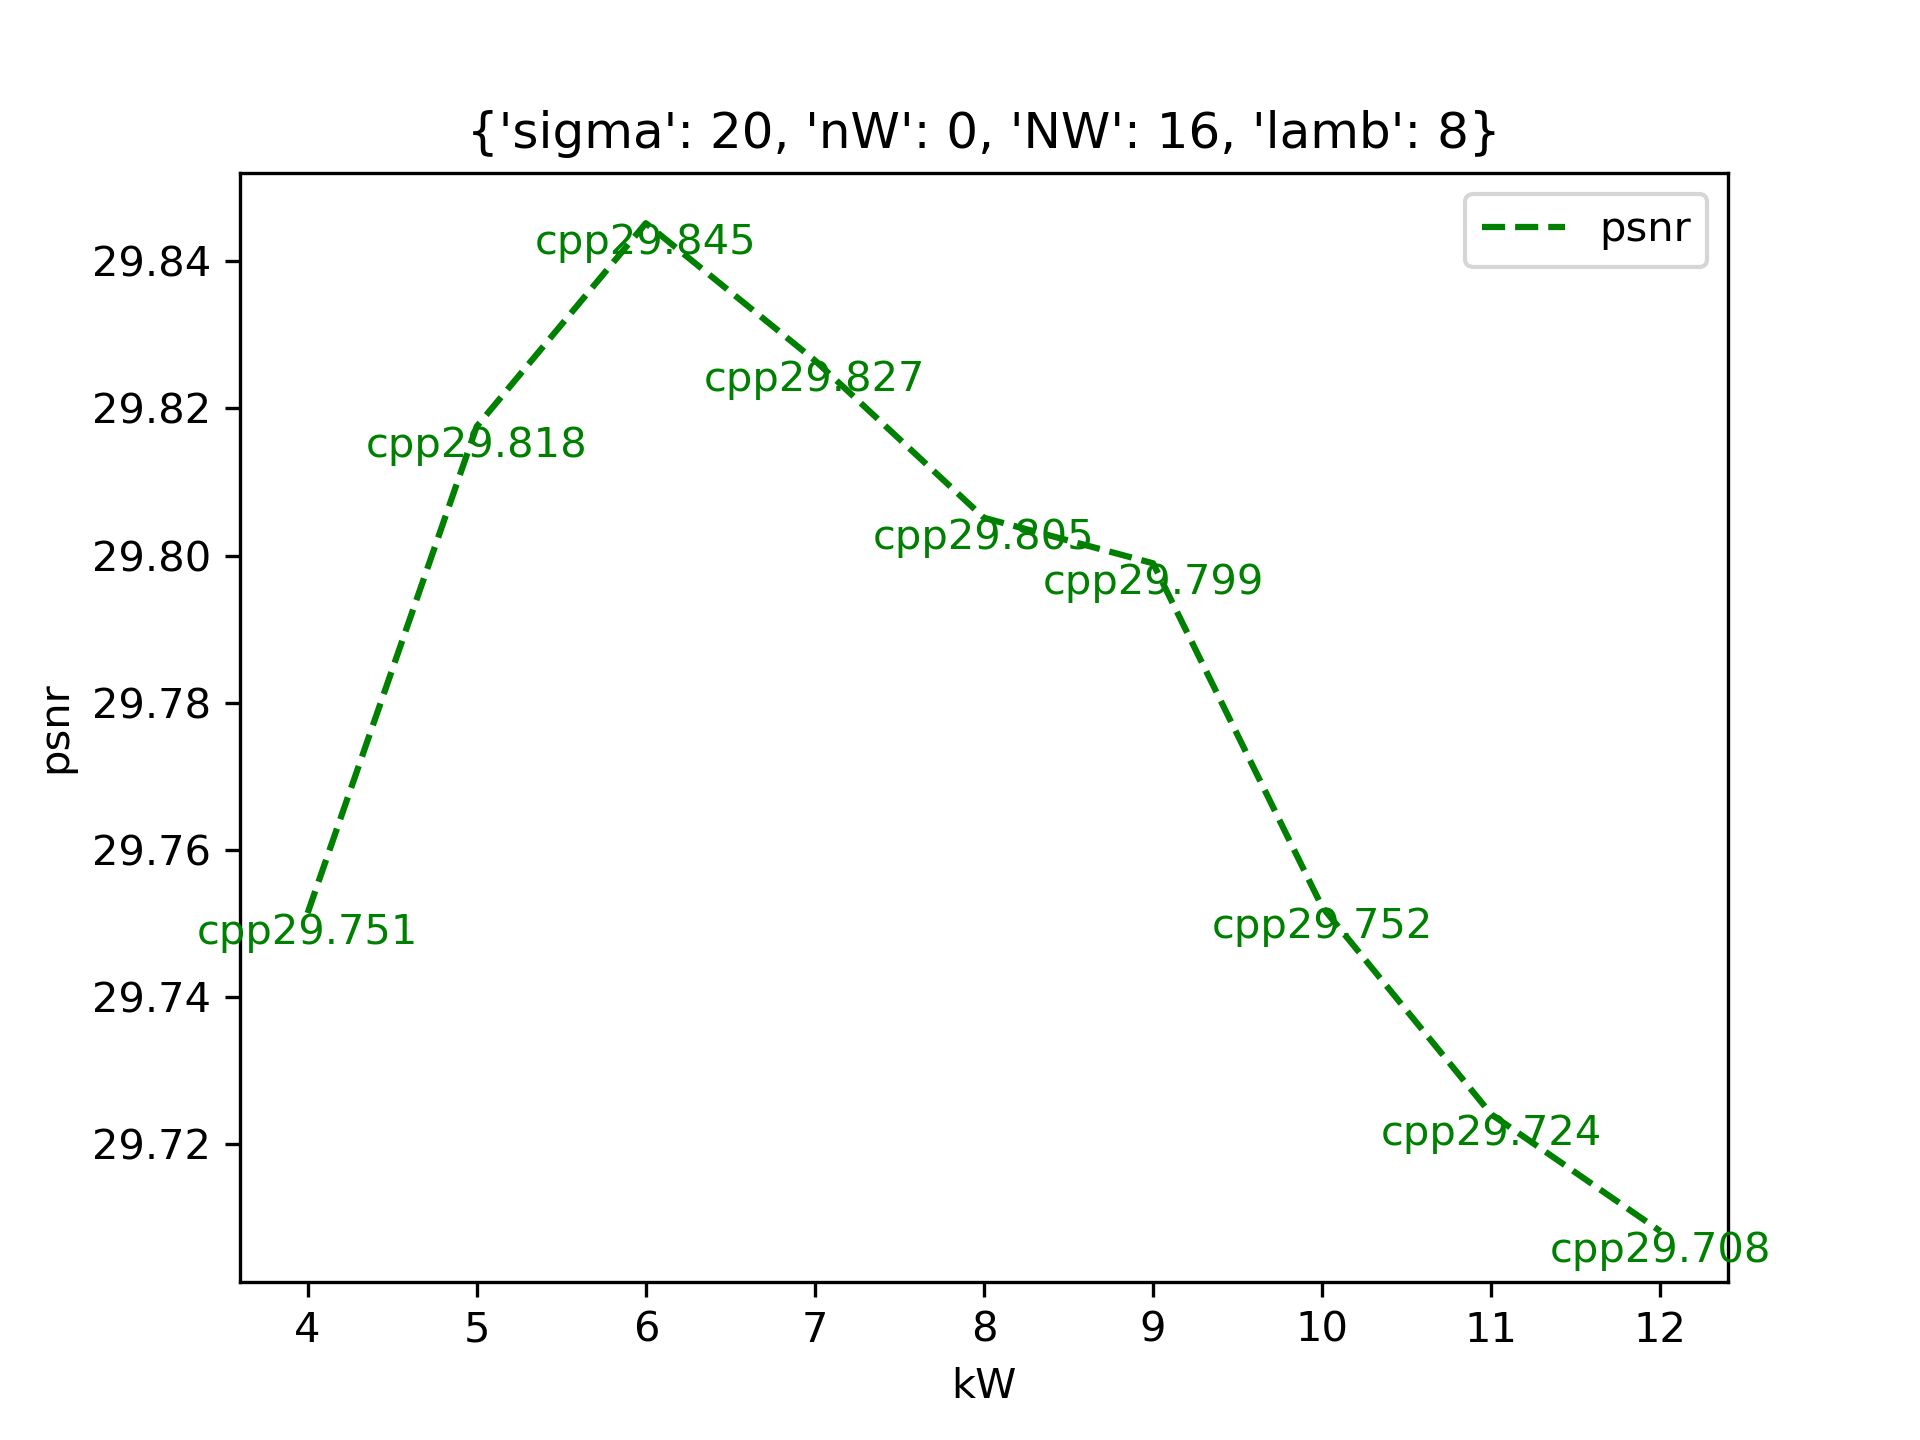 {'sigma': 20, 'nW': 0, 'NW': 16, 'lamb': 8}
psnr
cpp29.845
cpp29.827
cpp29.818
cpp29.805
cpp29.799
cpp29.751
cpp29.752
cpp29.724
cpp29.708
29.84
29.82
29.80
29.78
29.76
29.74
29.72
psnr
4 5 6 7 8 9 10 11 12
kW